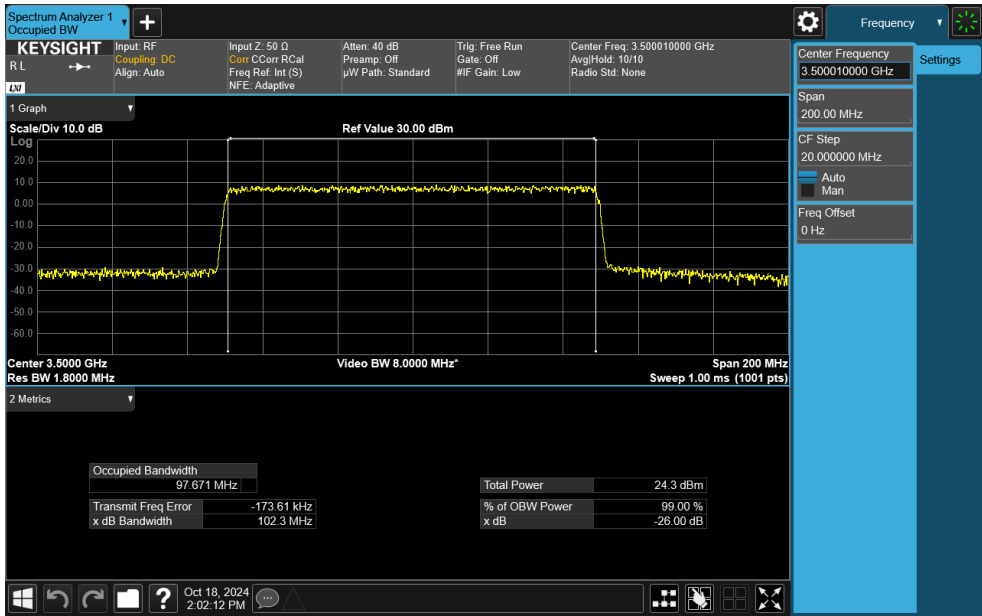 Spectrum Analyzer 1
Occupied BW
Frequency
KEYSIGHT
R L
LXI
Input: RF
Coupling: DC
Align: Auto
Input Z: 50 Ω
Corr CCorr RCal
Freq Ref: Int (S)
NFE: Adaptive
Atten: 40 dB
Preamp: Off
µW Path: Standard
Trig: Free Run
Gate: Off
#IF Gain: Low
Center Freq: 3.500010000 GHz
Avg|Hold: 10/10
Radio Std: None
Center Frequency
3.500010000 GHz
Settings
Span
200.00 MHz
CF Step
20.000000 MHz
Auto
Man
Freq Offset
0 Hz
1 Graph
Scale/Div 10.0 dB
Ref Value 30.00 dBm
Log
20.0
10.0
0.00
-10.0
-20.0
-30.0
-40.0
-50.0
-60.0
Center 3.5000 GHz
Video BW 8.0000 MHz*
Span 200 MHz
Res BW 1.8000 MHz
Sweep 1.00 ms (1001 pts)
2 Metrics
Occupied Bandwidth
97.671 MHz
Total Power 24.3 dBm
Transmit Freq Error -173.61 kHz
% of OBW Power 99.00 %
x dB Bandwidth 102.3 MHz
x dB -26.00 dB
Oct 18, 2024
2:02:12 PM